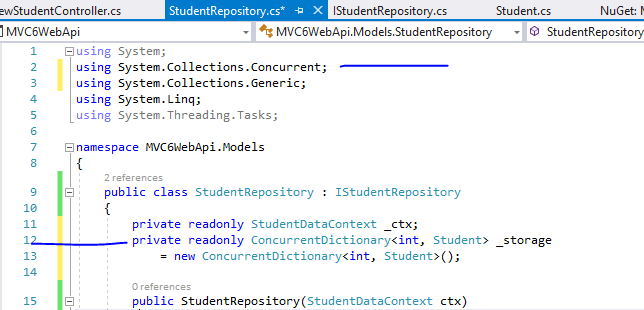 ewStudentController.cs StudentRepository.cs* IStudentRepository.cs Student.cs NuGet: M
MVC6WebApi MVC6WebApi.Models.StudentRepository StudentRepository
1 using System;
2 using System.Collections.Concurrent;
3 using System.Collections.Generic;
4 using System.Linq;
5 using System.Threading.Tasks;
6
7 namespace MVC6WebApi.Models
8 {
2 references
9 public class StudentRepository : IStudentRepository
10 {
11 private readonly StudentDataContext _ctx;
12 private readonly ConcurrentDictionary<int, Student> _storage
13 = new ConcurrentDictionary<int, Student>();
14
0 references
15 public StudentRepository(StudentDataContext ctx)